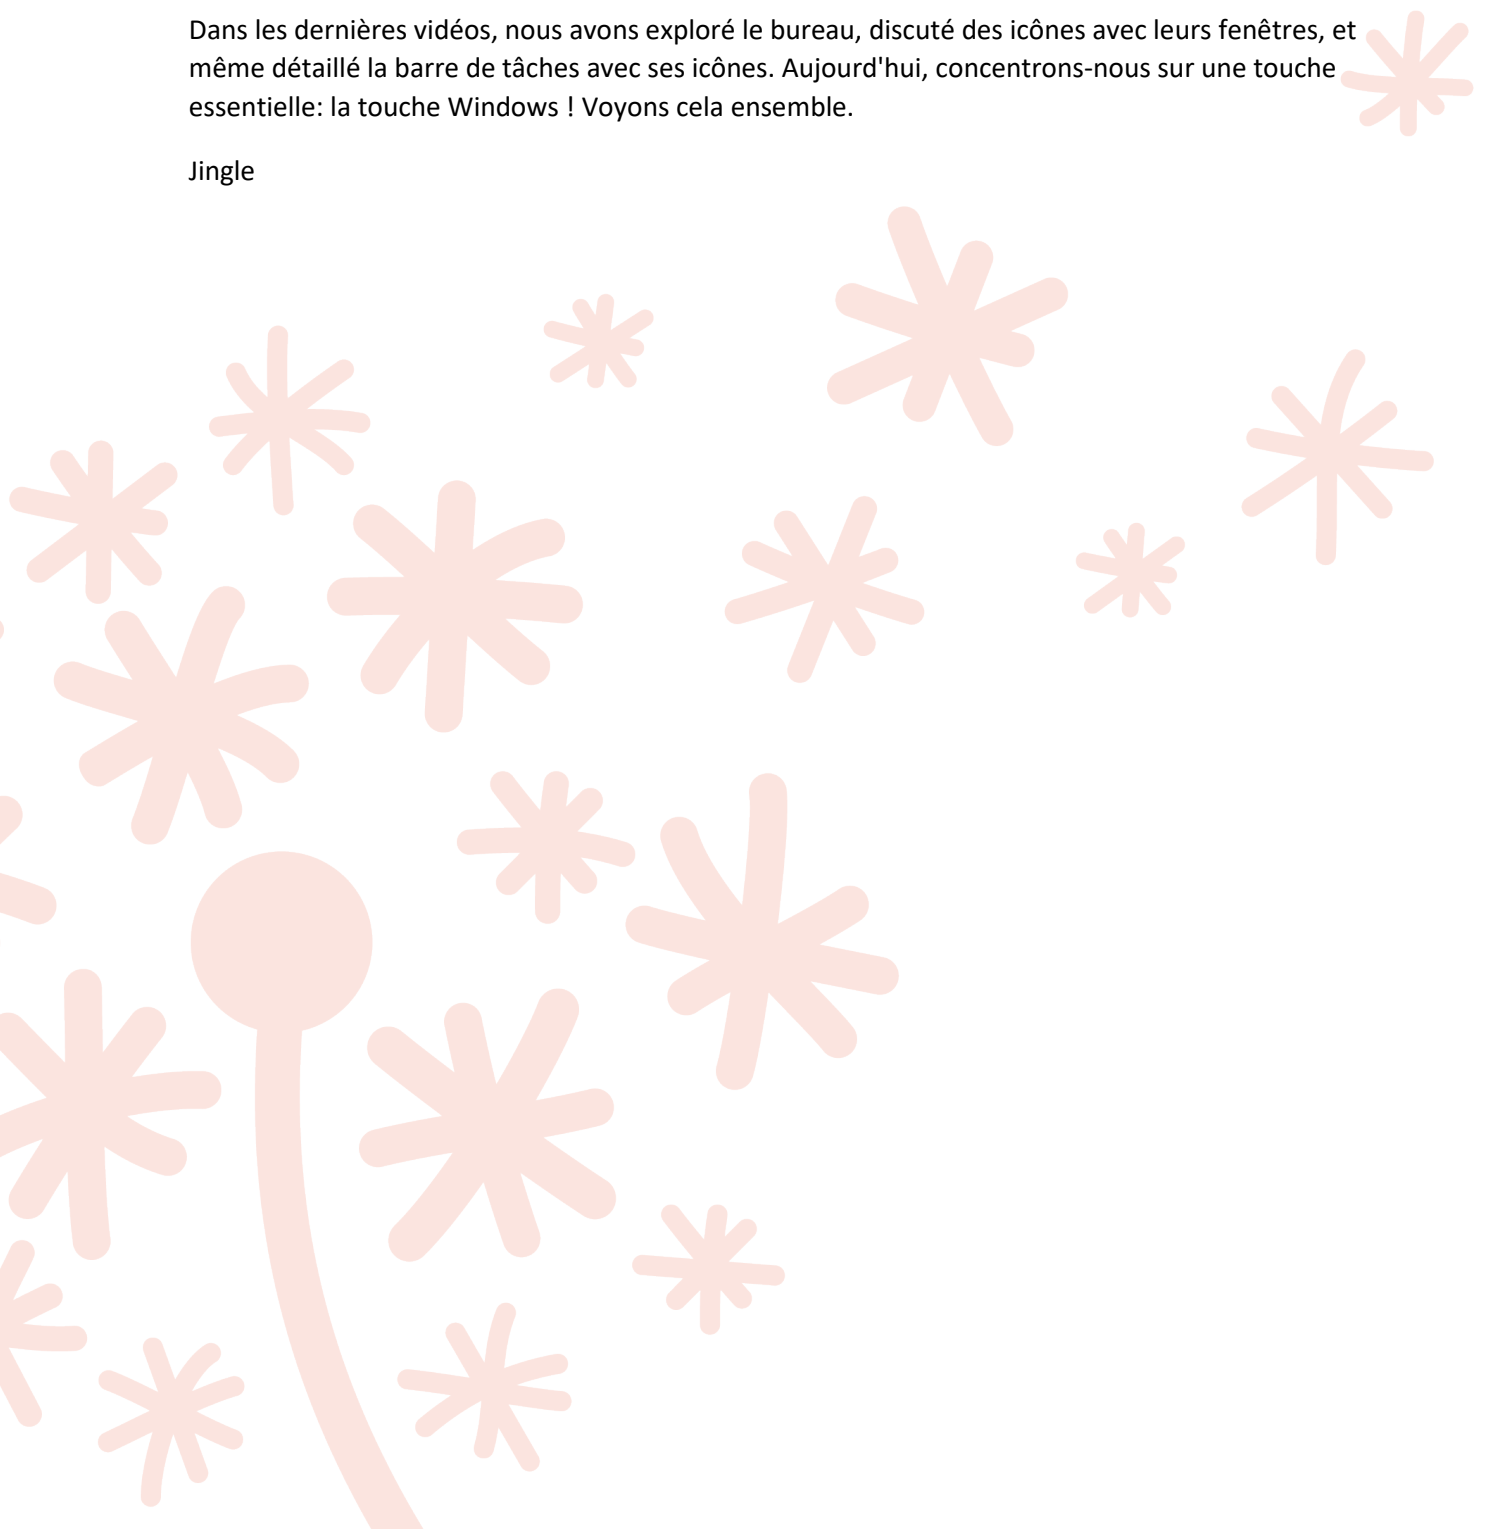 Dans les dernières vidéos, nous avons exploré le bureau, discuté des icônes avec leurs fenêtres, et
même détaillé la barre de tâches avec ses icônes. Aujourd'hui, concentrons-nous sur une touche
essentielle: la touche Windows ! Voyons cela ensemble.
Jingle